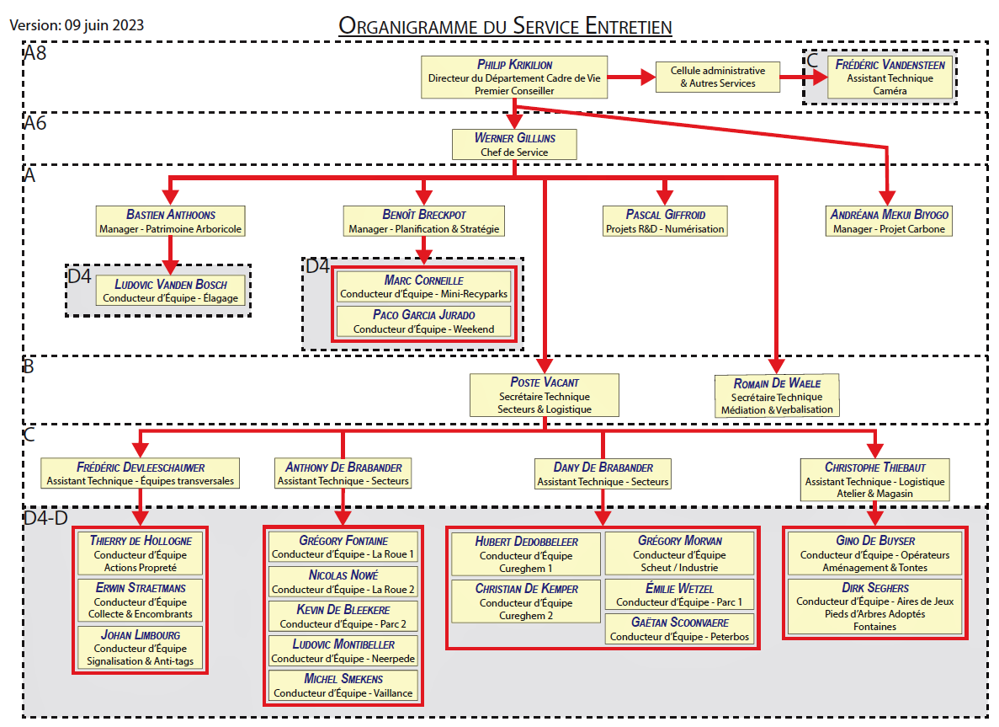 Version: 09 juin 2023
Organigramme du Service Entretien
A8
Philip Krikilion
Directeur du Département Cadre de Vie
Premier Conseiller
Cellule administrative
& Autres Services
C
Frédéric Vandensteen
Assistant Technique
Caméra
A6
Werner Gillijns
Chef de Service
A
Bastien Anthoons
Manager - Patrimoine Arboricole
Benoît Breckpot
Manager - Planification & Stratégie
Pascal Giffroid
Projets R&D - Numérisation
Andréana Mekui Biyogo
Manager - Projet Carbone
D4
Ludovic Vanden Bosch
Conducteur d'Équipe - Élagage
D4
Marc Corneille
Conducteur d'Équipe - Mini-Recyparks
Paco Garcia Jurado
Conducteur d'Équipe - Weekend
B
Poste Vacant
Secrétaire Technique
Secteurs & Logistique
Romain De Waele
Secrétaire Technique
Médiation & Verbalisation
C
Frédéric Devleeschauwer
Assistant Technique - Équipes transversales
Anthony De Brabander
Assistant Technique - Secteurs
Dany De Brabander
Assistant Technique - Secteurs
Christophe Thiebaut
Assistant Technique - Logistique
Atelier & Magasin
D4-D
Thierry de Hollogne
Conducteur d'Équipe
Actions Propreté
Erwin Straetmans
Conducteur d'Équipe
Collecte & Encombrants
Johan Limbourg
Conducteur d'Équipe
Signalisation & Anti-tags
Grégory Fontaine
Conducteur d'Équipe - La Roue 1
Nicolas Nowé
Conducteur d'Équipe - La Roue 2
Kevin De Bleekere
Conducteur d'Équipe - Parc 2
Ludovic Montibeller
Conducteur d'Équipe - Neerpede
Michel Smekens
Conducteur d'Équipe - Vaillance
Hubert Dedobbeleer
Conducteur d'Équipe
Cureghem 1
Christian De Kemper
Conducteur d'Équipe
Cureghem 2
Grégory Morvan
Conducteur d'Équipe
Scheut / Industrie
Émilie Wetzel
Conducteur d'Équipe - Parc 1
Gaëtan Scoonvaere
Conducteur d'Équipe - Peterbos
Gino De Buyser
Conducteur d'Équipe - Opérateurs
Aménagement & Tontes
Dirk Seghers
Conducteur d'Équipe - Aires de Jeux
Pieds d'Arbres Adoptés
Fontaines